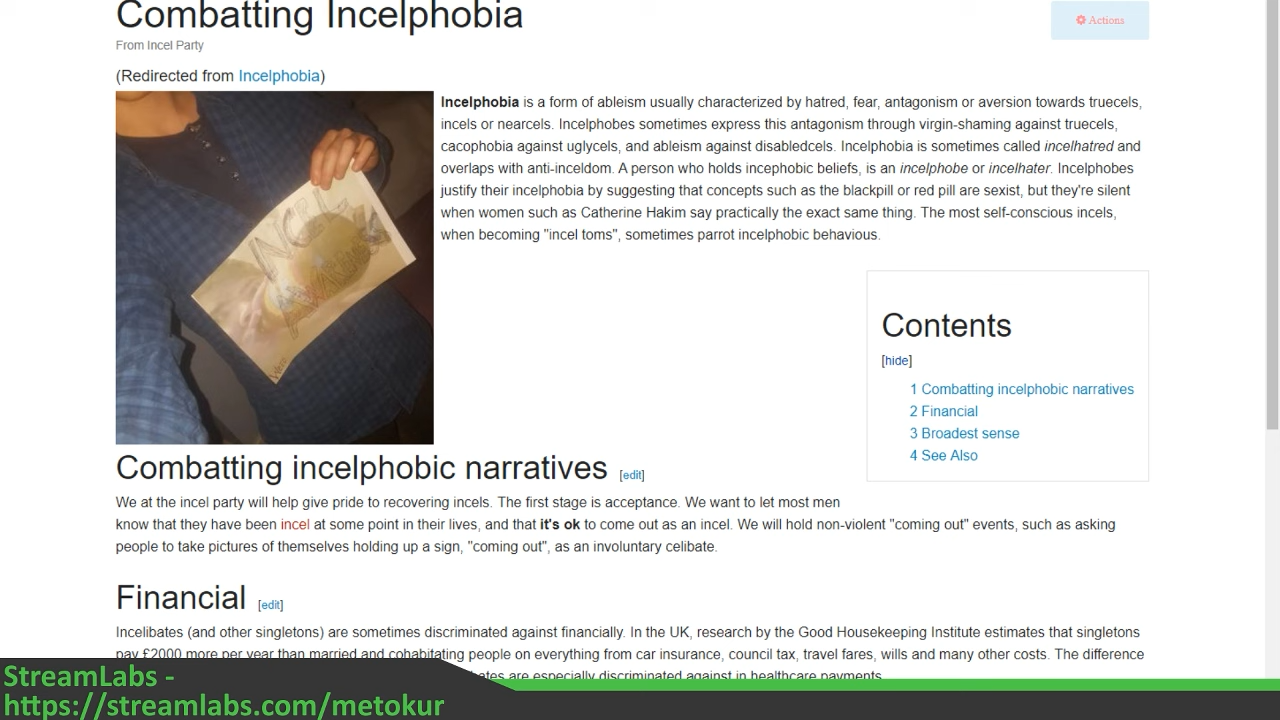 Combatting Incelphobia
Actions
From Incel Party
(Redirected from Incelphobia)
Incelphobia is a form of ableism usually characterized by hatred, fear, antagonism or aversion towards truecels,
incels or nearcels. Incelphobes sometimes express this antagonism through virgin-shaming against truecels,
cacophobia against uglycels, and ableism against disabledcels. Incelphobia is sometimes called incelhatred and
overlaps with anti-inceldom. A person who holds incephobic beliefs, is an incelphobe or incelhater. Incelphobes
justify their incelphobia by suggesting that concepts such as the blackpill or red pill are sexist, but they're silent
when women such as Catherine Hakim say practically the exact same thing. The most self-conscious incels,
when becoming "incel toms", sometimes parrot incelphobic behavious.
INCEL
Contents
[hide]
1 Combatting incelphobic narratives
2 Financial
3 Broadest sense
4 See Also
Combatting incelphobic narratives [edit]
We at the incel party will help give pride to recovering incels. The first stage is acceptance. We want to let most men
know that they have been incel at some point in their lives, and that it's ok to come out as an incel. We will hold non-violent "coming out" events, such as asking
people to take pictures of themselves holding up a sign, "coming out", as an involuntary celibate.
Financial [edit]
Incelibates (and other singletons) are sometimes discriminated against financially. In the UK, research by the Good Housekeeping Institute estimates that singletons
pay £2000 more per year than married and cohabitating people on everything from car insurance, council tax, travel fares, wills and many other costs. The difference
are especially discriminated against in healthcare payments.
StreamLabs -
https://streamlabs.com/metokur